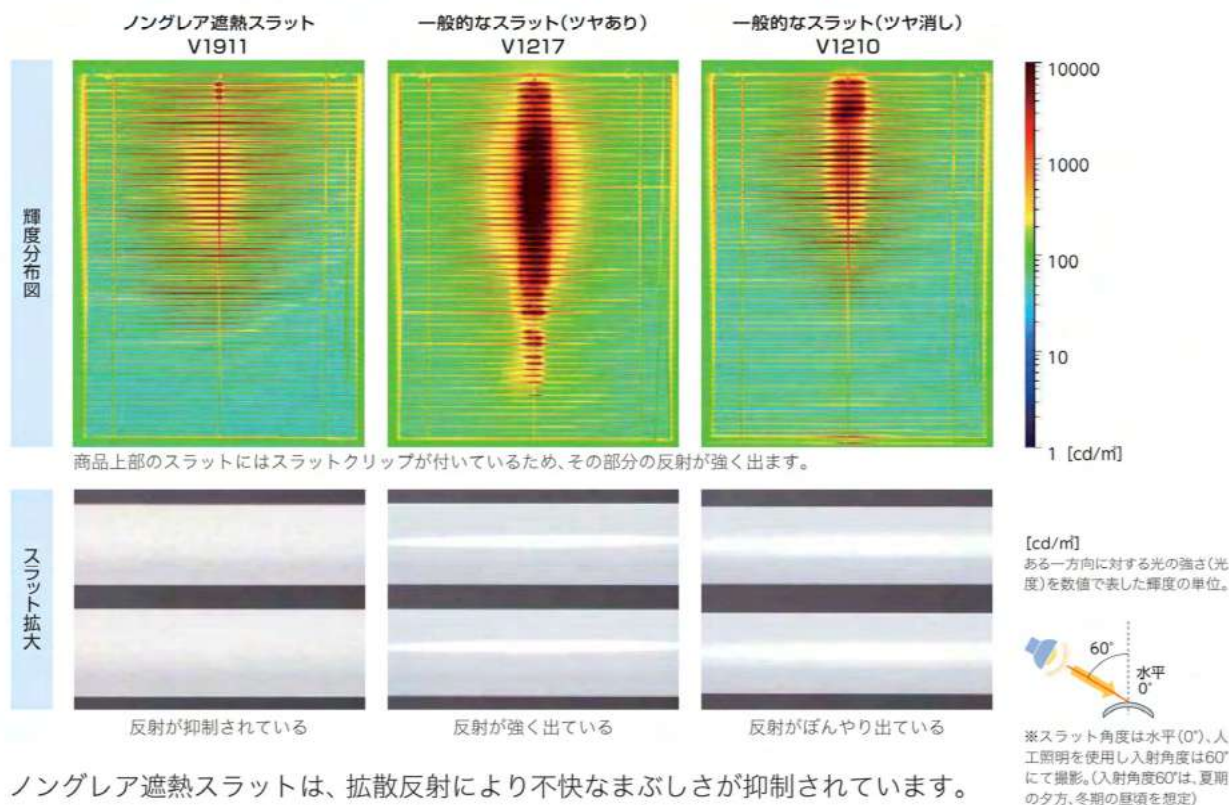 ノングレア遮熱スラット
V1911
一般的なスラット(ツヤあり)
V1217
一般的なスラット(ツヤ消し)
V1210
輝度分布図
10000
1000
100
10
1 [cd/㎡]
商品上部のスラットにはスラットクリップが付いているため、その部分の反射が強く出ます。
スラット拡大
反射が抑制されている
反射が強く出ている
反射がぼんやり出ている
[cd/㎡]
ある一方向に対する光の強さ(光
度)を数値で表した輝度の単位。
60°
水平
0°
※スラット角度は水平(0°)、人
工照明を使用し入射角度は60°
にて撮影。(入射角度60°は、夏期
の夕方、冬期の昼頃を想定)
ノングレア遮熱スラットは、拡散反射により不快なまぶしさが抑制されています。